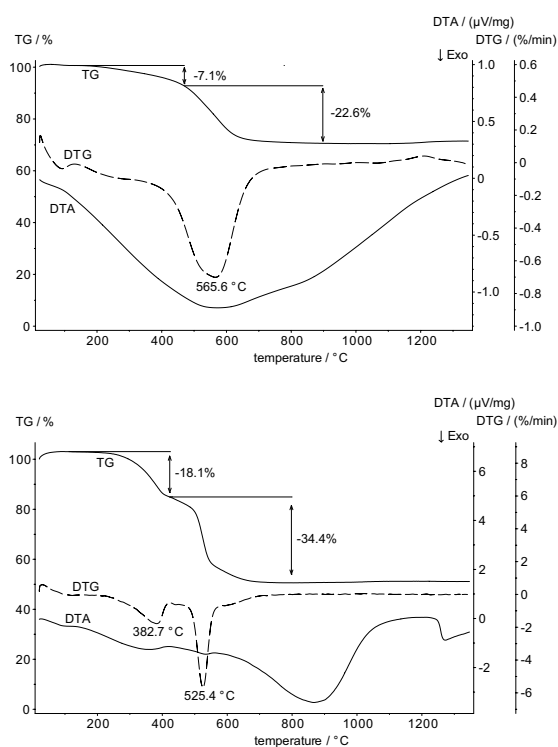 DTA / (µV/mg)
TG / %
DTG / (%/min)
↓ Exo
100
80
60
40
20
0
TG
-7.1%
-22.6%
DTG
DTA
565.6 °C
1.0
0.5
0
-0.5
-1.0
0.6
0.4
0.2
0
-0.2
-0.4
-0.6
-0.8
-1.0
200 400 600 800 1000 1200
temperature / °C
DTA / (µV/mg)
TG / %
DTG / (%/min)
↓ Exo
100
80
60
40
20
0
TG
-18.1%
-34.4%
DTG
DTA
382.7 °C
525.4 °C
6
4
2
0
-2
8
6
4
2
0
-2
-4
-6
200 400 600 800 1000 1200
temperature / °C